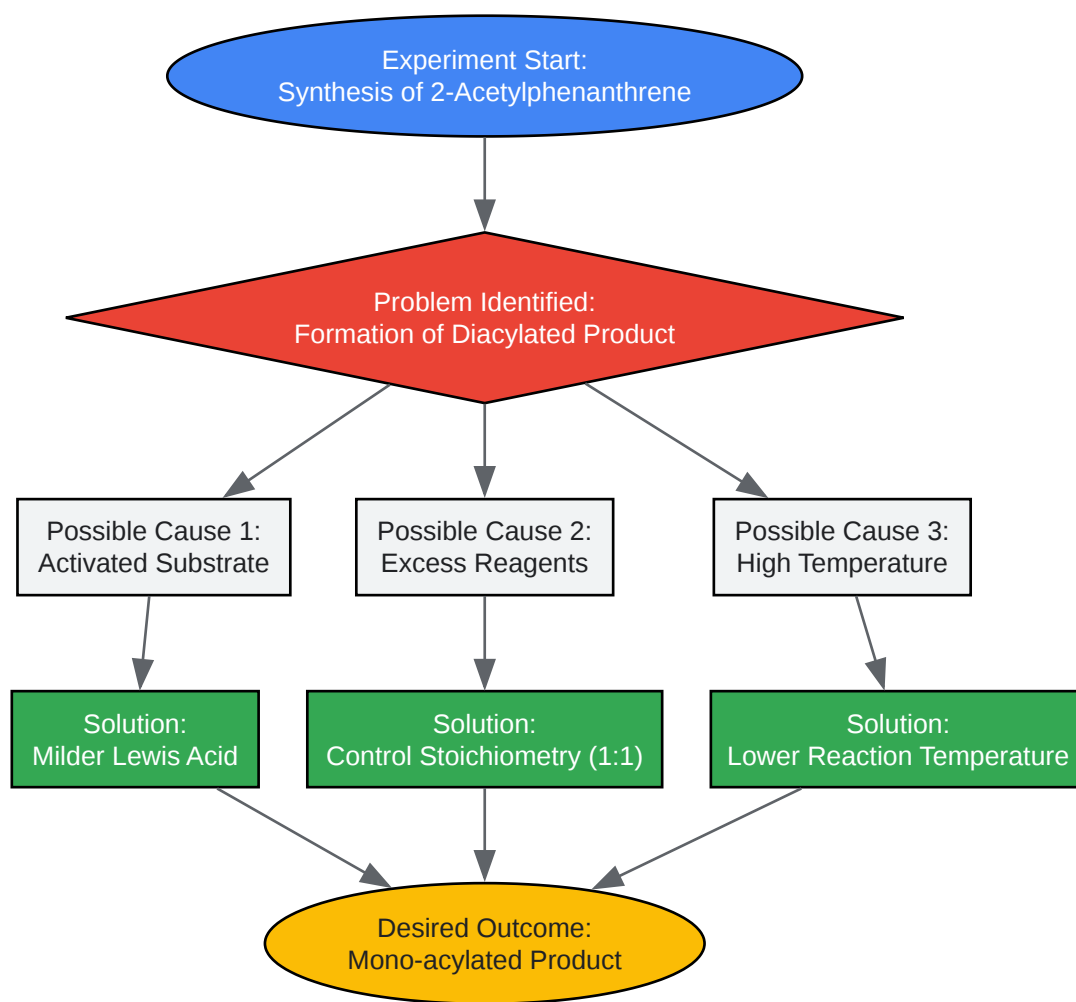 Experiment Start:
Synthesis of 2-Acetylphenanthrene
Problem Identified:
Formation of Diacylated Product
Possible Cause 1:
Activated Substrate
Possible Cause 2:
Excess Reagents
Possible Cause 3:
High Temperature
Solution:
Milder Lewis Acid
Solution:
Control Stoichiometry (1:1)
Solution:
Lower Reaction Temperature
Desired Outcome:
Mono-acylated Product